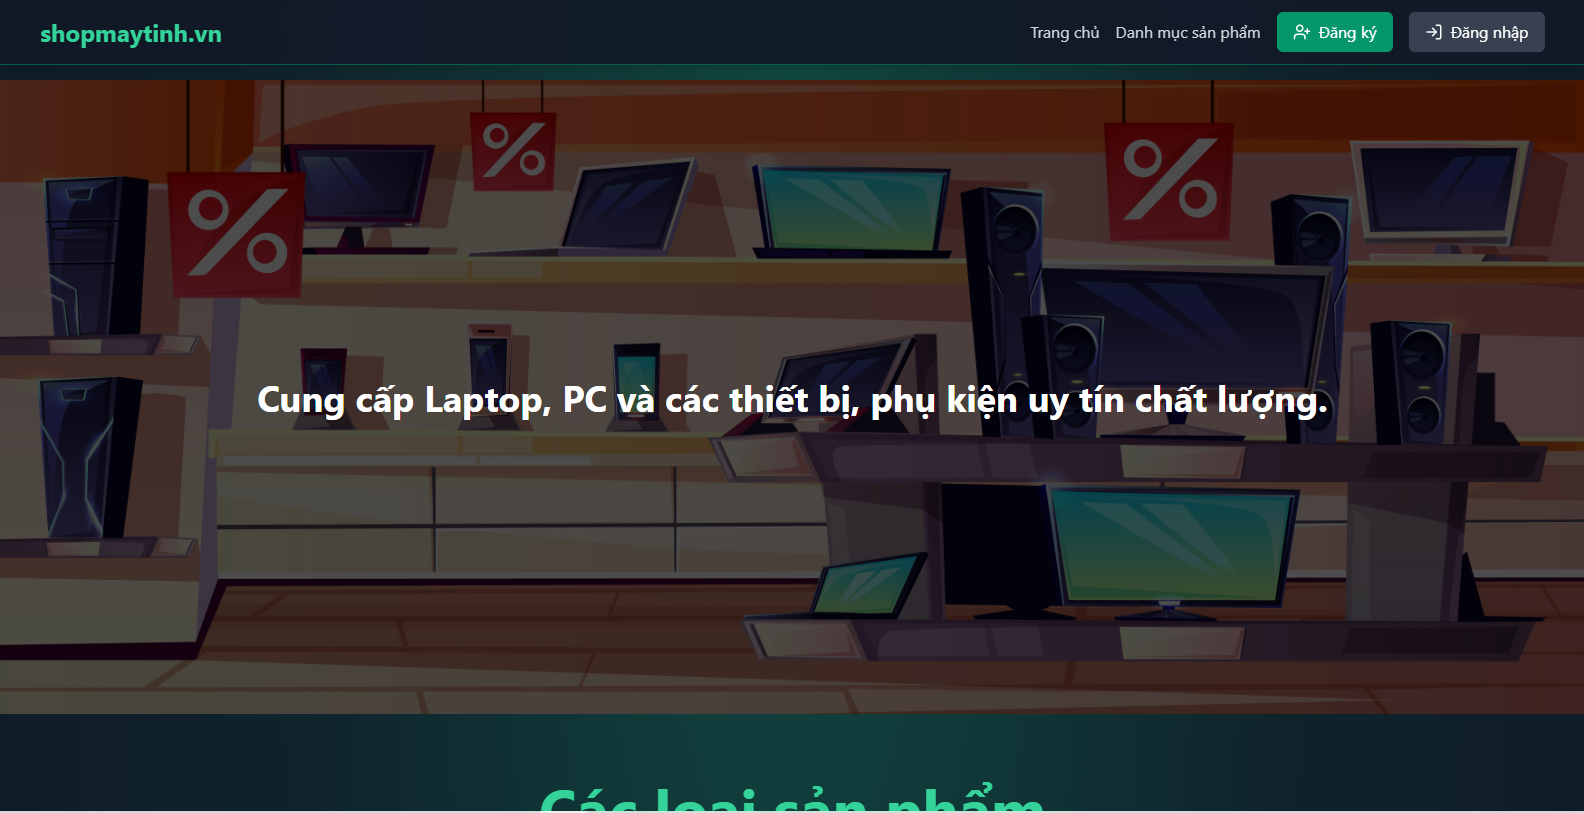 shopmaytinh.vn
Trang chủ
Danh mục sản phẩm
Đăng ký
Đăng nhập
%
%
%
Cung cấp Laptop, PC và các thiết bị, phụ kiện uy tín chất lượng.
Các loại sản phẩm